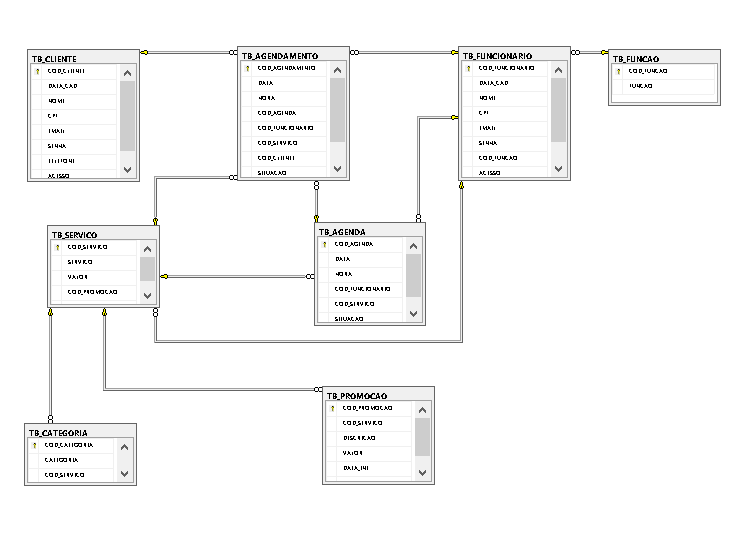 TB_CLIENTE
COD_CLIENTE
DATA_CAD
NOME
CPF
EMAIL
SENHA
TELEFONE
ACESSO
TB_AGENDAMENTO
COD_AGENDAMENTO
DATA
HORA
COD_AGENDA
COD_FUNCIONARIO
COD_SERVICO
COD_CLIENTE
SITUACAO
TB_FUNCIONARIO
COD_FUNCIONARIO
DATA_CAD
NOME
CPF
EMAIL
SENHA
COD_FUNCAO
ACESSO
TB_FUNCAO
COD_FUNCAO
FUNCAO
TB_SERVICO
COD_SERVICO
SERVICO
VALOR
COD_PROMOCAO
TB_AGENDA
COD_AGENDA
DATA
HORA
COD_FUNCIONARIO
COD_SERVICO
SITUACAO
TB_CATEGORIA
COD_CATEGORIA
CATEGORIA
COD_SERVICO
TB_PROMOCAO
COD_PROMOCAO
COD_SERVICO
DESCRICAO
VALOR
DATA_INI